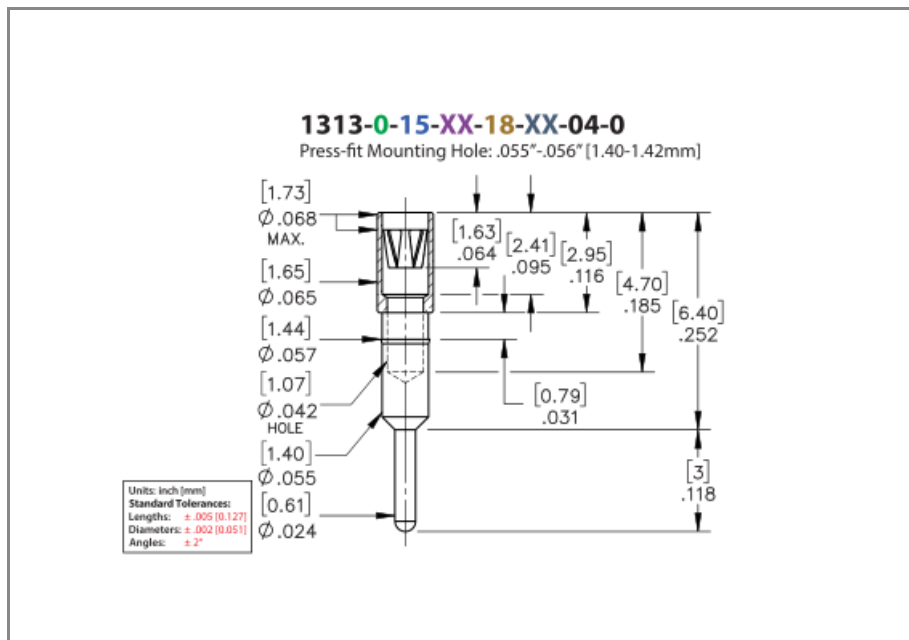 1313-0-15-XX-18-XX-04-0
Press-fit Mounting Hole: .055"-.056" [1.40-1.42mm]
[1.73]
Ø.068
MAX.
[1.65]
Ø.065
[1.44]
Ø.057
[1.07]
Ø.042
HOLE
[1.40]
Ø.055
[0.61]
Ø.024
[1.63]
.064
[2.41]
.095
[2.95]
.116
[4.70]
.185
[6.40]
.252
[0.79]
.031
[3]
.118
Units: inch [mm]
Standard Tolerances:
Lengths: ± .005 [0.127]
Diameters: ± .002 [0.051]
Angles: ± 2°